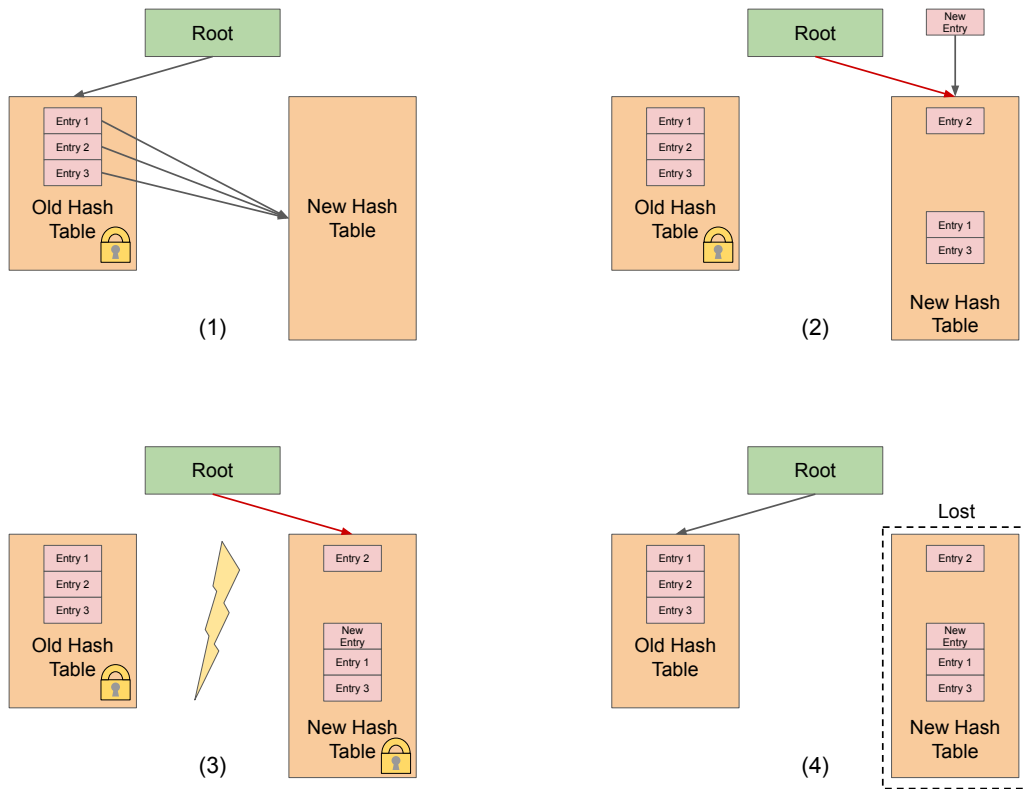 Root
Entry 1
Entry 2
Entry 3
Old Hash
Table
New Hash
Table
(1)
Root
New
Entry
Entry 1
Entry 2
Entry 3
Old Hash
Table
Entry 2
Entry 1
Entry 3
New Hash
Table
(2)
Root
Entry 1
Entry 2
Entry 3
Old Hash
Table
Entry 2
New
Entry
Entry 1
Entry 3
New Hash
Table
(3)
Root
Lost
Entry 1
Entry 2
Entry 3
Old Hash
Table
Entry 2
New
Entry
Entry 1
Entry 3
New Hash
Table
(4)